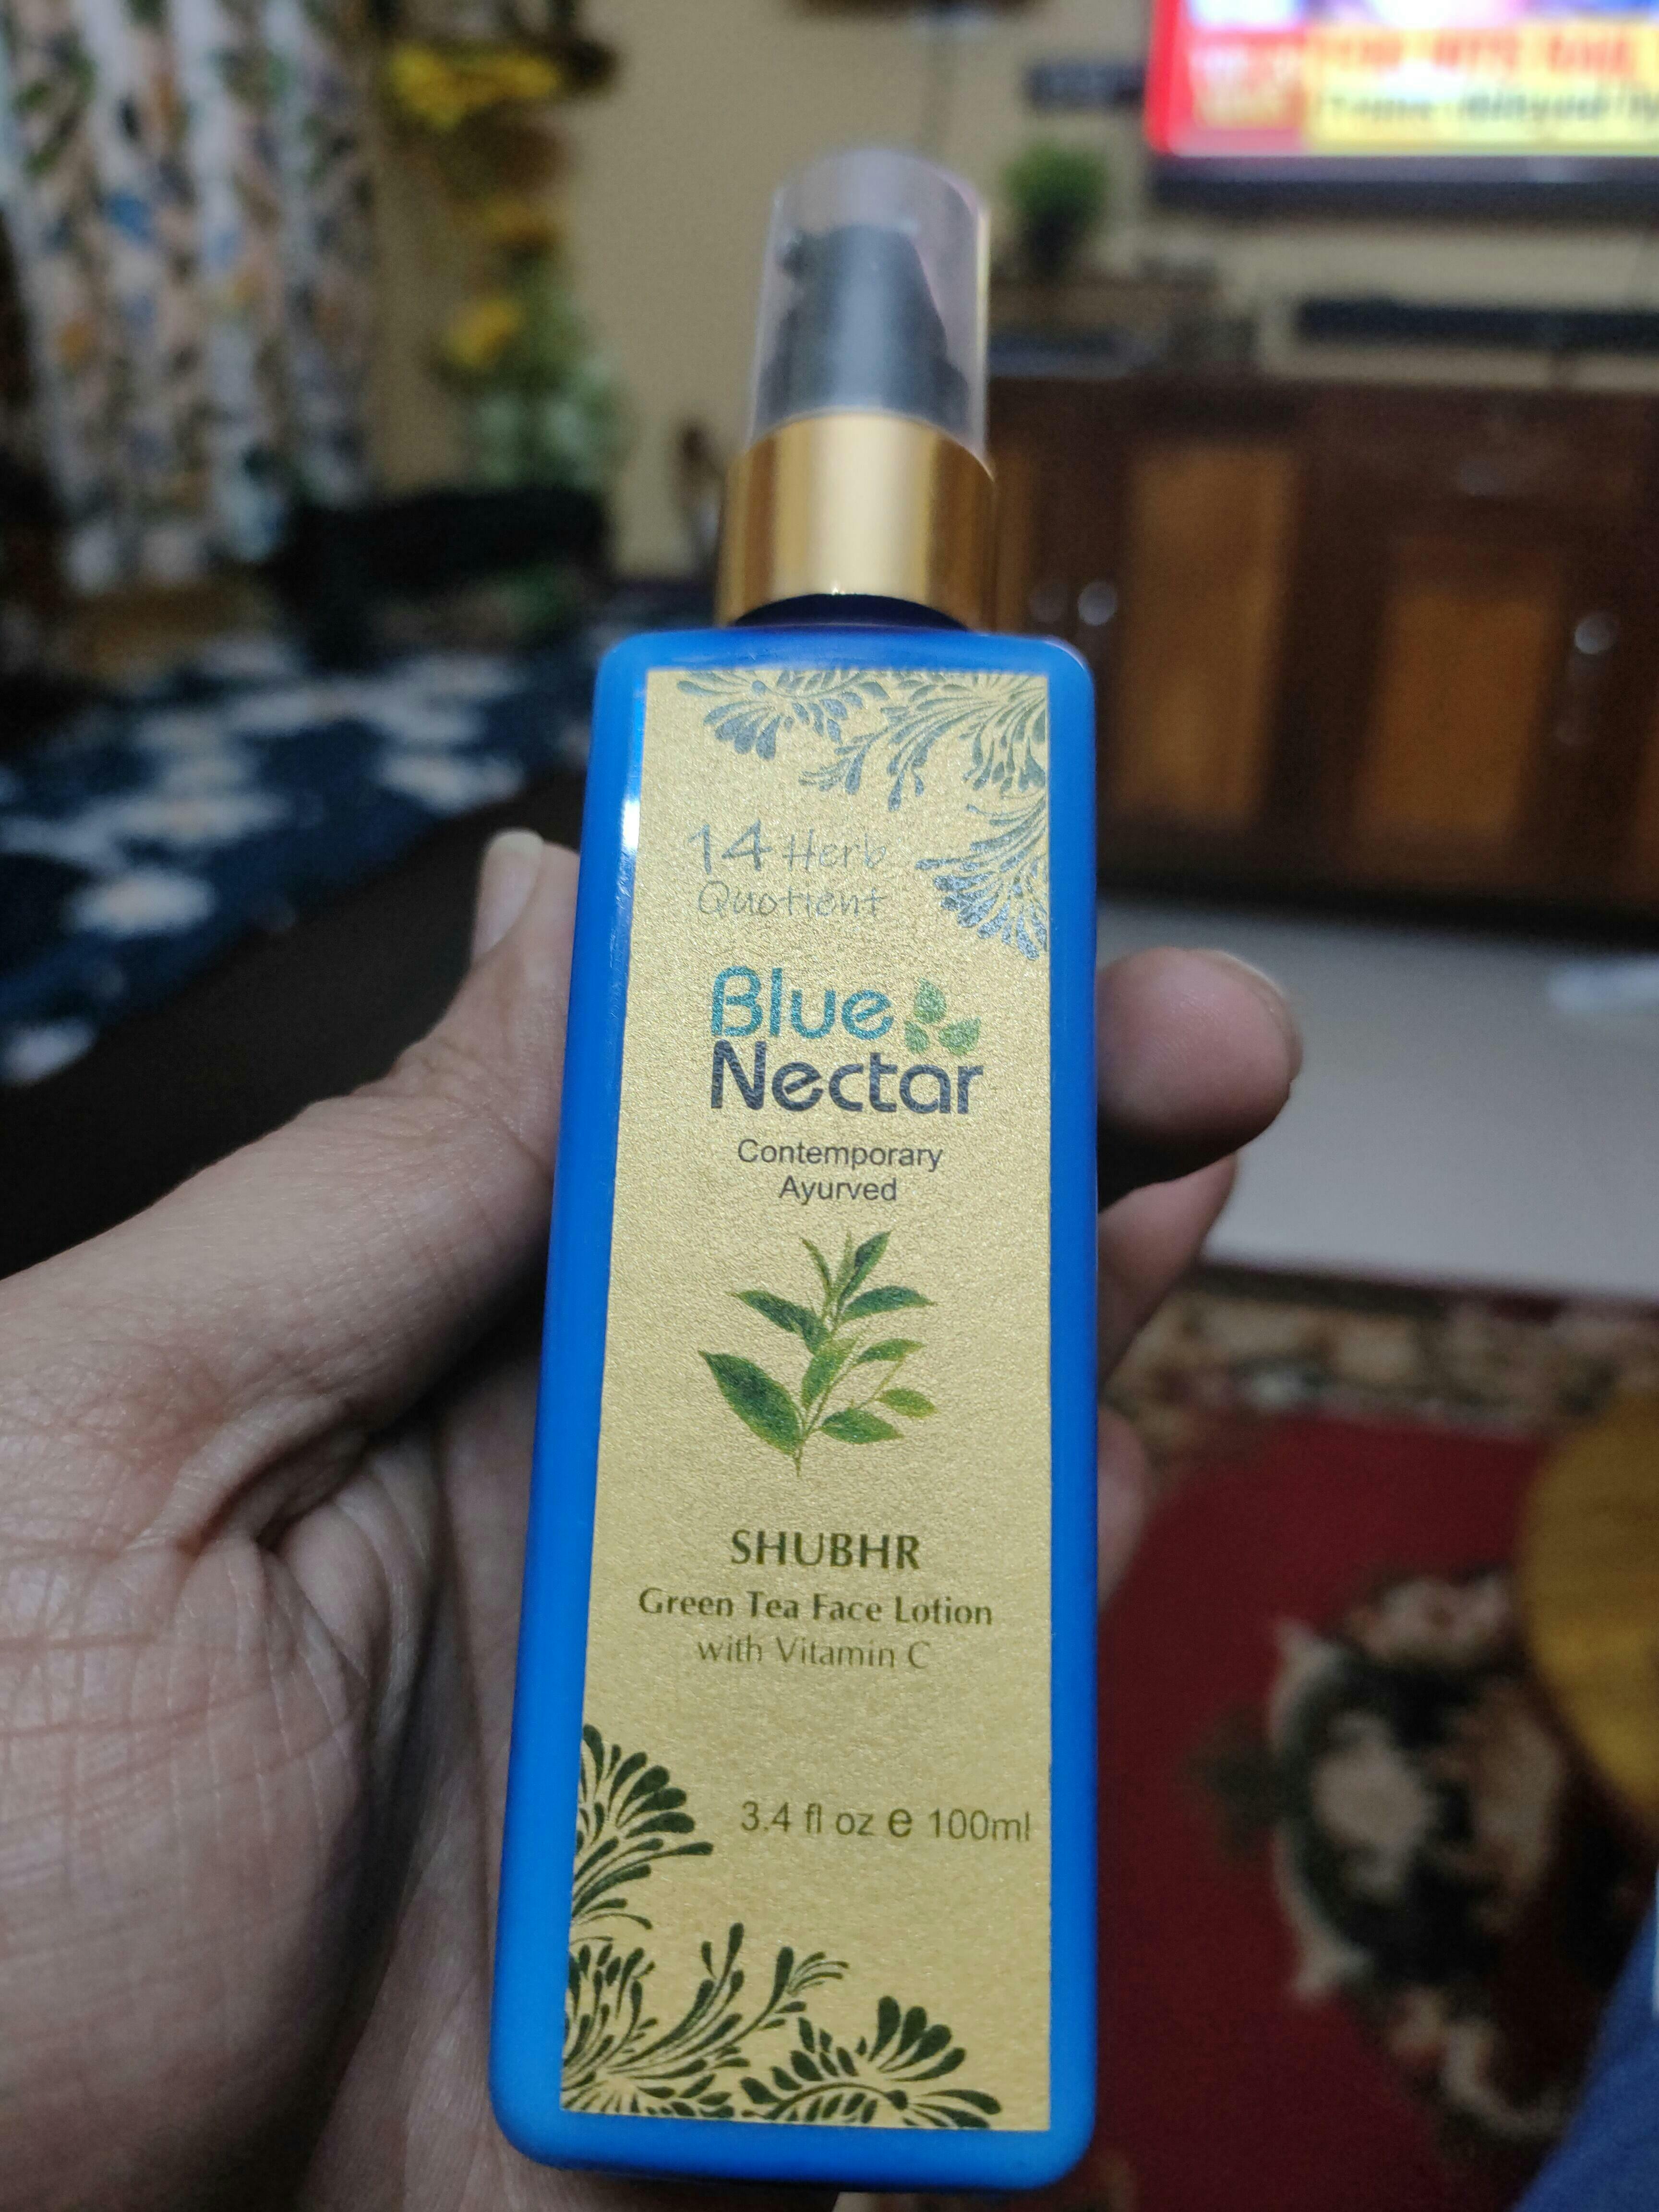 14 Herb
Quotient
Blue
Nectar
Contemporary
Ayurved
SHUBHR
Green Tea Face Lotion
with Vitamin C
3.4 fl oz e 100ml